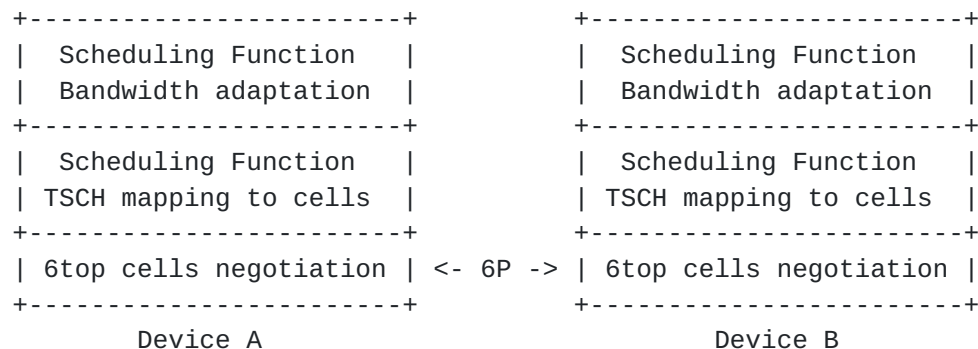 +------------------------+          +------------------------+
|  Scheduling Function   |          |  Scheduling Function   |
|  Bandwidth adaptation  |          |  Bandwidth adaptation  |
+------------------------+          +------------------------+
|  Scheduling Function   |          |  Scheduling Function   |
| TSCH mapping to cells  |          | TSCH mapping to cells  |
+------------------------+          +------------------------+
| 6top cells negotiation | <- 6P -> | 6top cells negotiation |
+------------------------+          +------------------------+
        Device A                             Device B